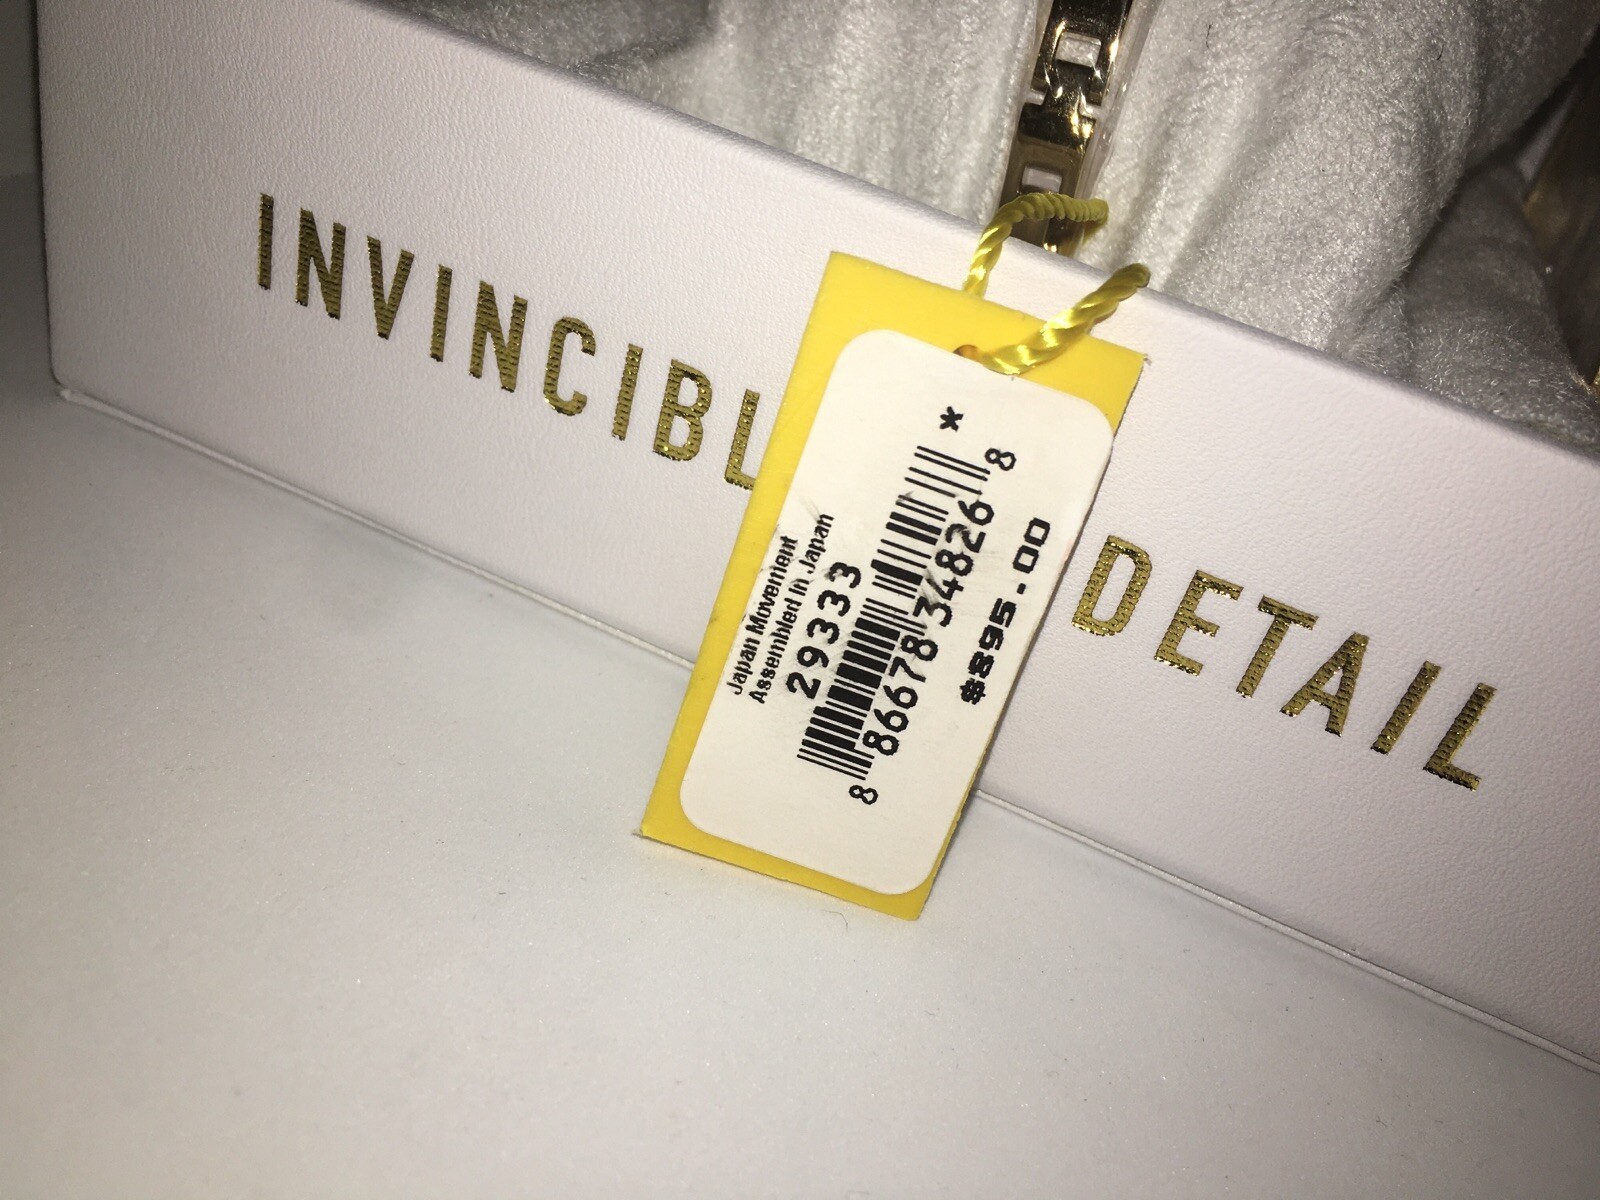 INVINCIBL
DETAIL
Japan Movement
Assembled in Japan
29333
*
8 86678 34826 8
$895.00